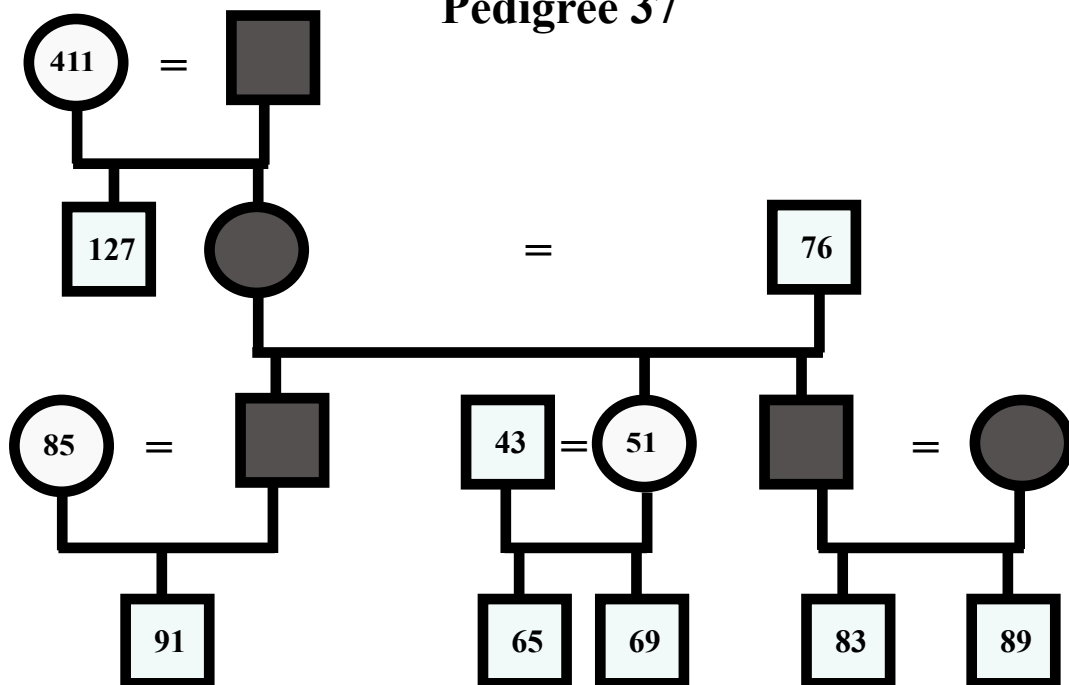 Pedigree 37
411 =
127
= 76
85 = 43 = 51 =
91 65 69 83 89